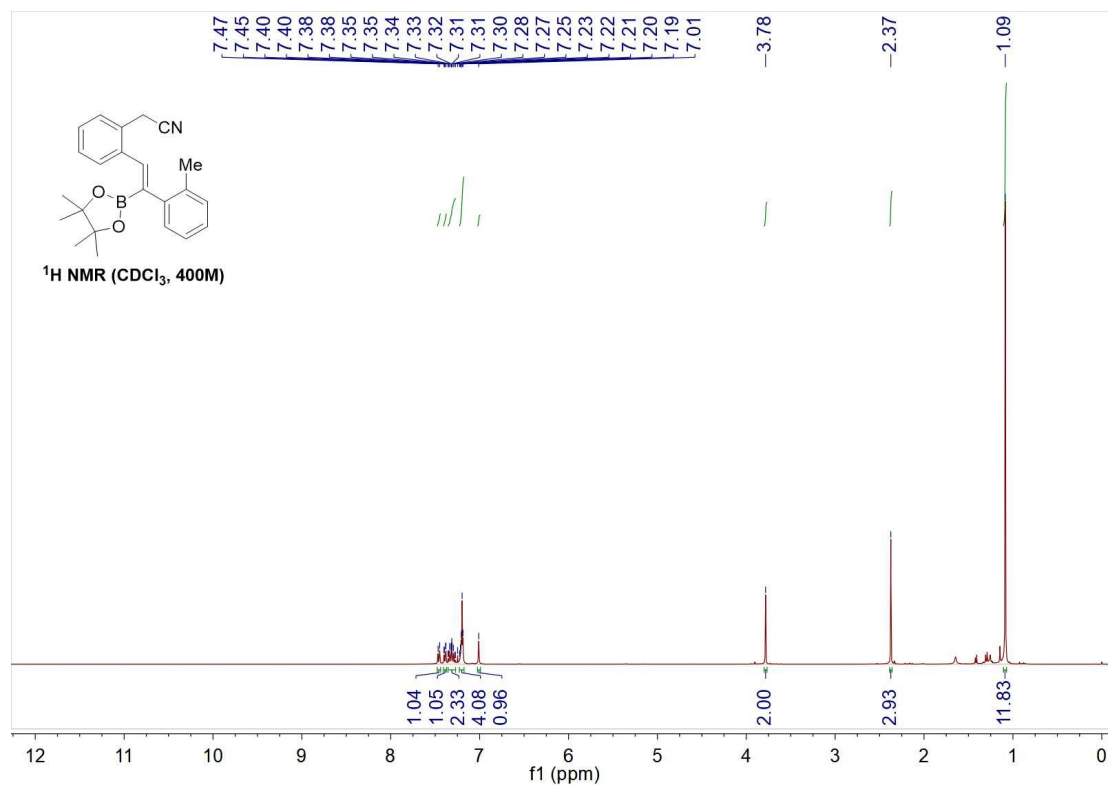 7.47 7.45 7.40 7.40 7.38 7.38 7.35 7.35 7.34 7.33 7.32 7.31 7.31 7.30 7.28 7.27 7.25 7.23 7.22 7.21 7.20 7.19 7.01 3.78 2.37 1.09
CN
Me
O
B
O
¹H NMR (CDCl₃, 400M)
1.04 1.05 2.33 4.08 0.96 2.00 2.93 11.83
12 11 10 9 8 7 6 5 4 3 2 1 0
f1 (ppm)